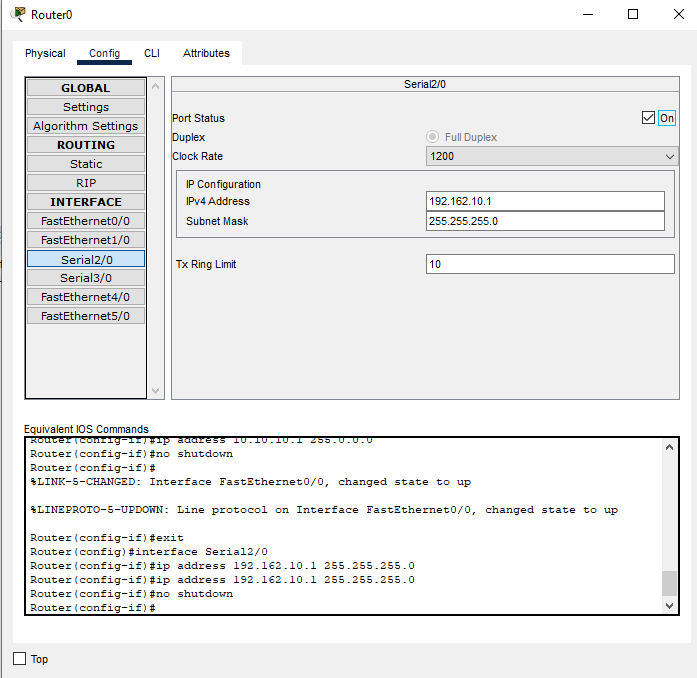 Router0
Physical Config CLI Attributes
GLOBAL
Settings
Algorithm Settings
ROUTING
Static
RIP
INTERFACE
FastEthernet0/0
FastEthernet1/0
Serial2/0
Serial3/0
FastEthernet4/0
FastEthernet5/0
Serial2/0
Port Status On
Duplex Full Duplex
Clock Rate 1200
IP Configuration
IPv4 Address 192.162.10.1
Subnet Mask 255.255.255.0
Tx Ring Limit 10
Equivalent IOS Commands
Router(config-if)#ip address 10.10.10.1 255.0.0.0
Router(config-if)#no shutdown
Router(config-if)#
%LINK-5-CHANGED: Interface FastEthernet0/0, changed state to up
%LINEPROTO-5-UPDOWN: Line protocol on Interface FastEthernet0/0, changed state to up
Router(config-if)#exit
Router(config)#interface Serial2/0
Router(config-if)#ip address 192.162.10.1 255.255.255.0
Router(config-if)#ip address 192.162.10.1 255.255.255.0
Router(config-if)#no shutdown
Router(config-if)#
Top